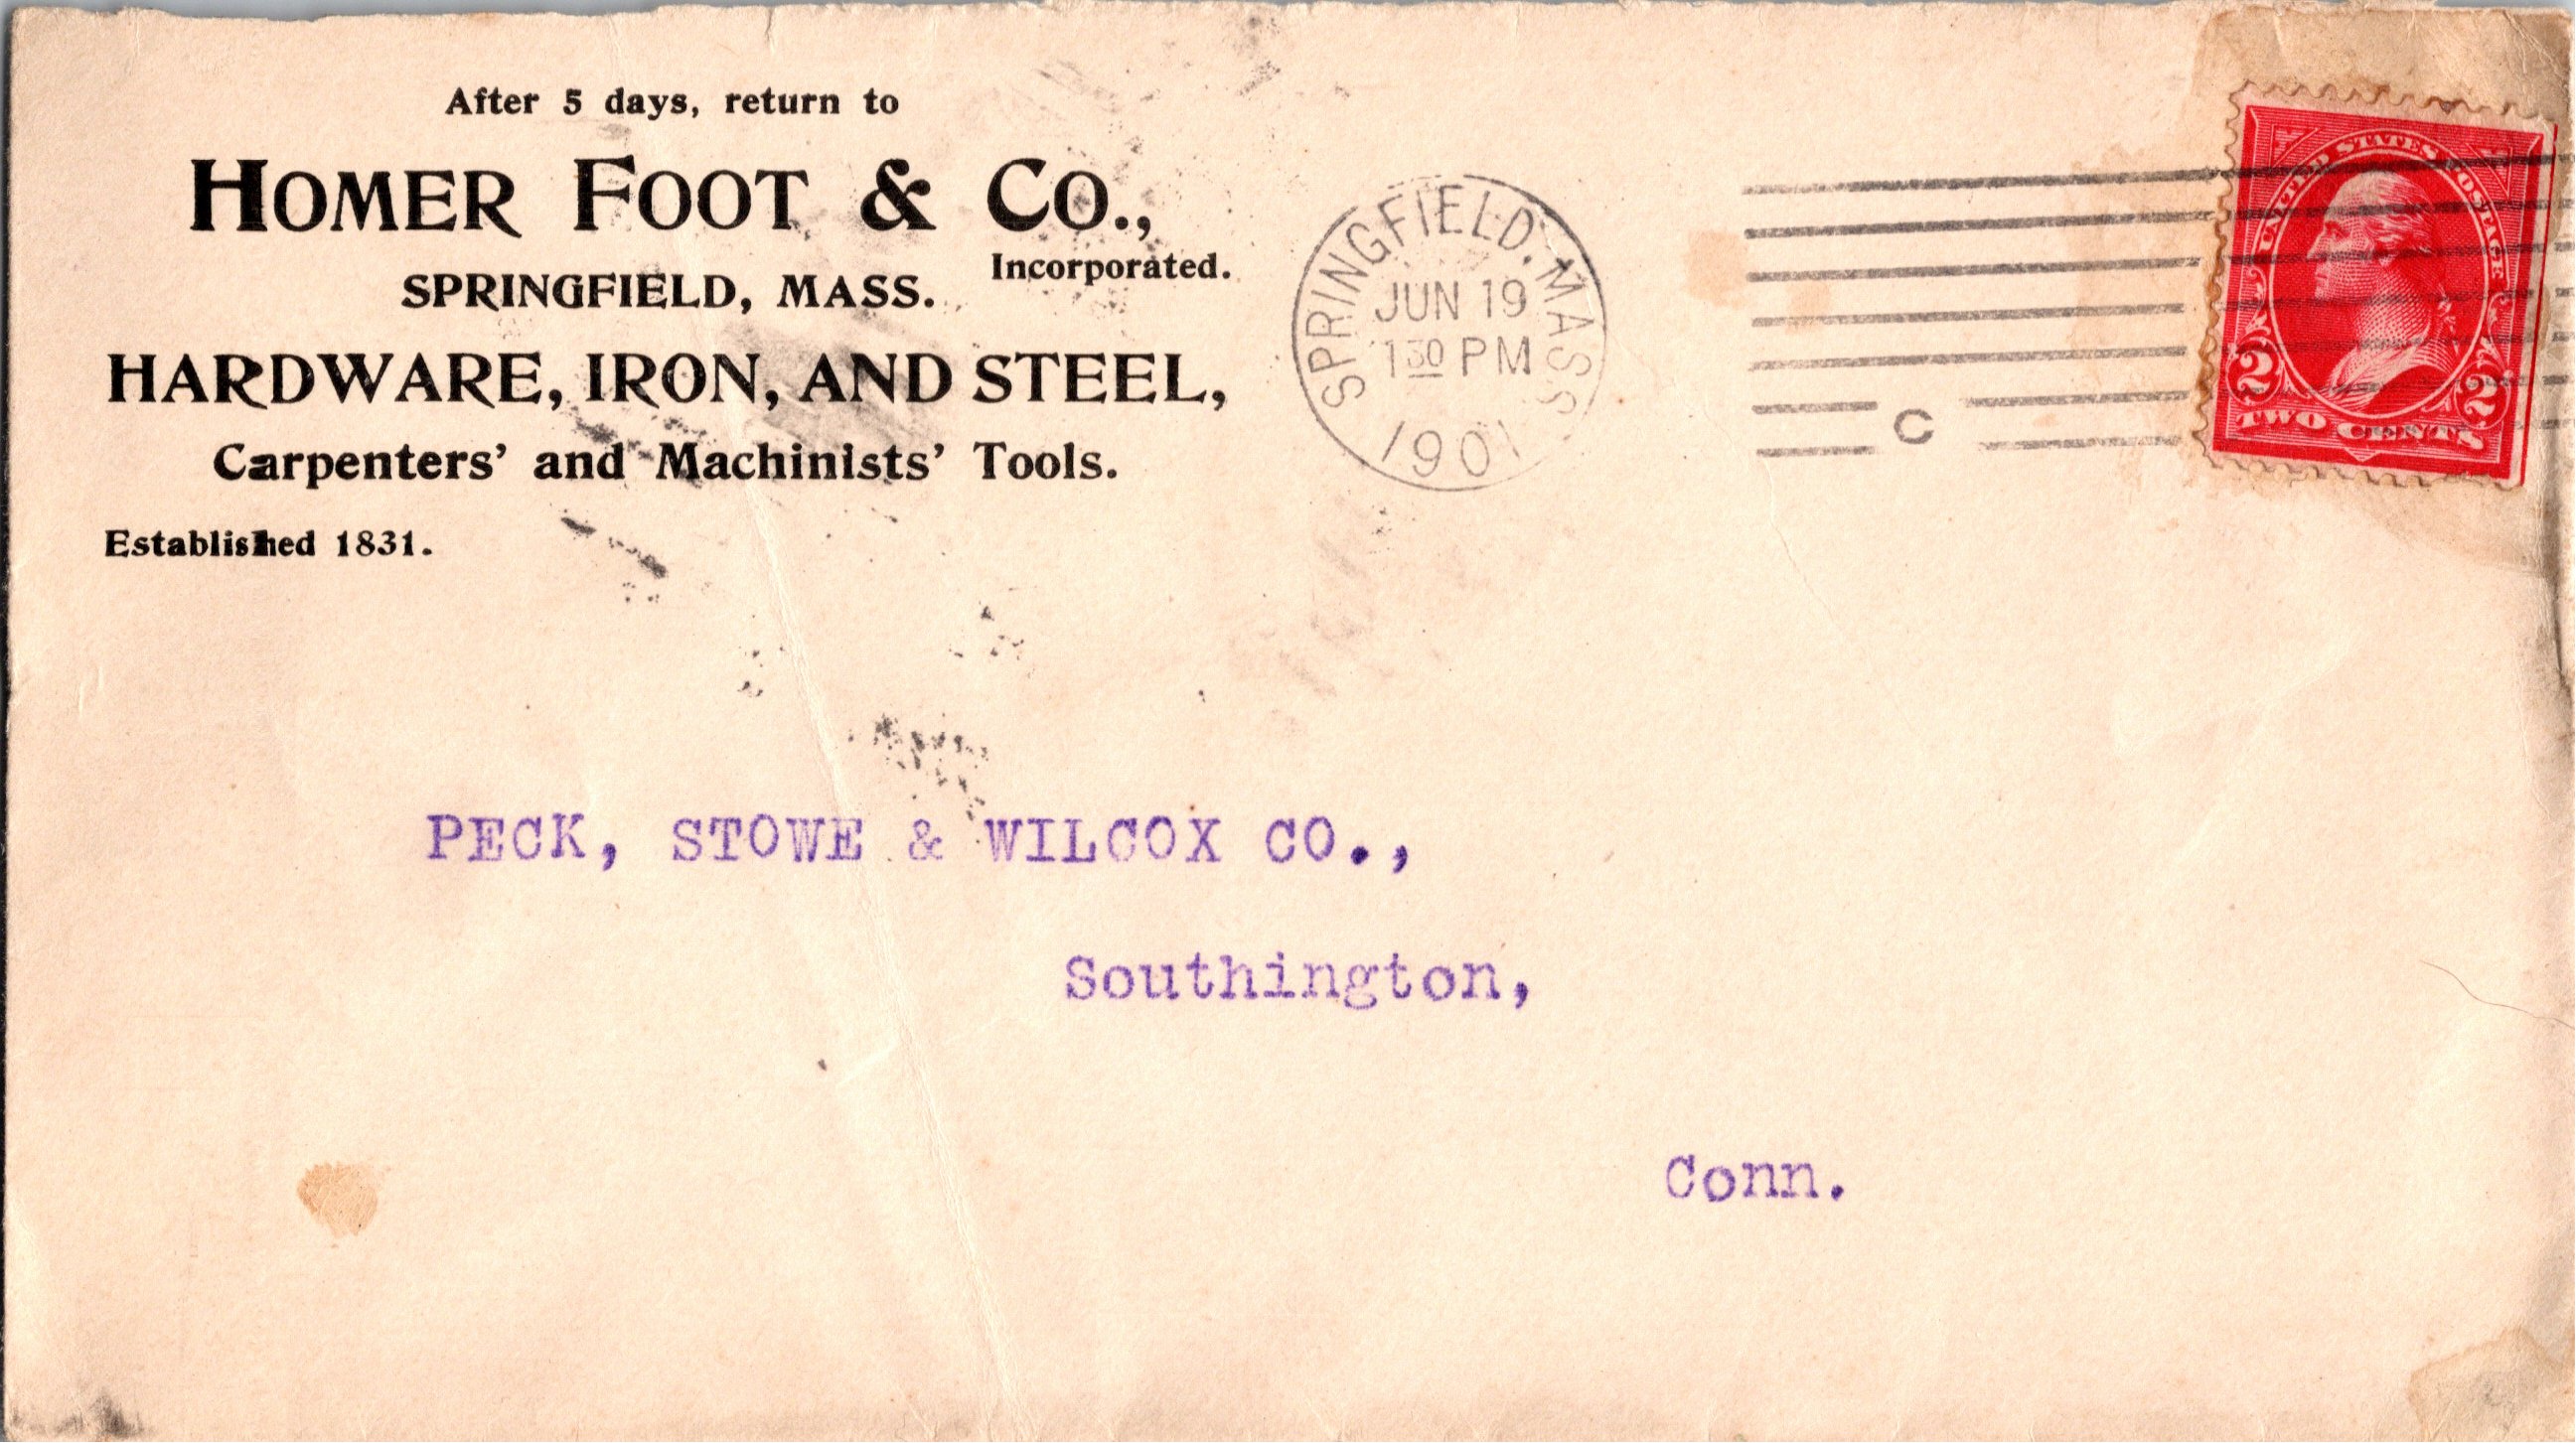 After 5 days, return to
HOMER FOOT & CO.,
Incorporated.
SPRINGFIELD, MASS.
HARDWARE, IRON, AND STEEL,
Carpenters' and Machinists' Tools.
Established 1831.
SPRINGFIELD. MASS.
JUN 19
1 30 PM
1901
C
UNITED STATES POSTAGE
2 2
TWO CENTS
PECK, STOWE & WILCOX CO.,
Southington,
Conn.